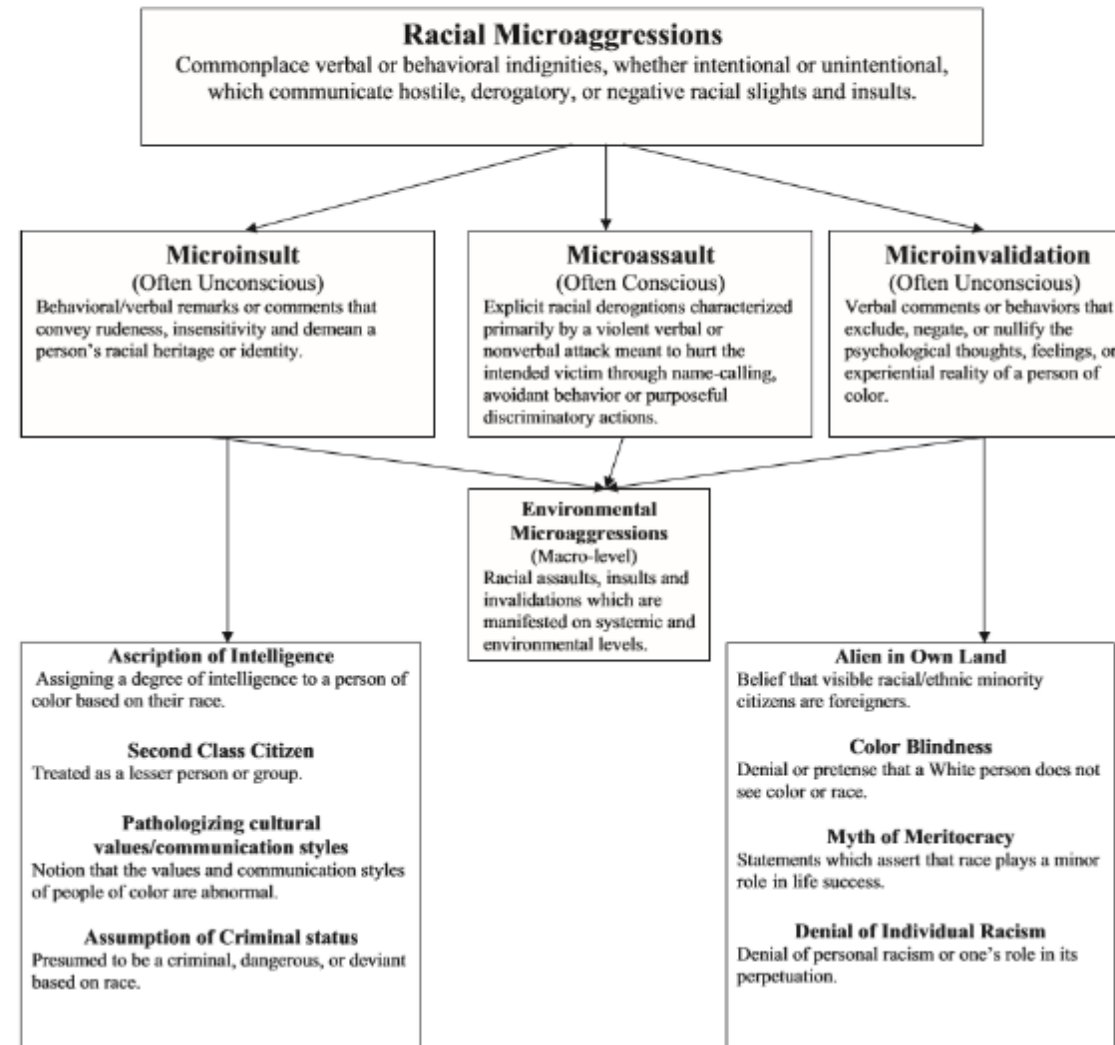 Racial Microaggressions
Commonplace verbal or behavioral indignities, whether intentional or unintentional,
which communicate hostile, derogatory, or negative racial slights and insults.
Microinsult
(Often Unconscious)
Behavioral/verbal remarks or comments that
convey rudeness, insensitivity and demean a
person's racial heritage or identity.
Microassault
(Often Conscious)
Explicit racial derogations characterized
primarily by a violent verbal or
nonverbal attack meant to hurt the
intended victim through name-calling,
avoidant behavior or purposeful
discriminatory actions.
Microinvalidation
(Often Unconscious)
Verbal comments or behaviors that
exclude, negate, or nullify the
psychological thoughts, feelings, or
experiential reality of a person of
color.
Environmental
Microaggressions
(Macro-level)
Racial assaults, insults and
invalidations which are
manifested on systemic and
environmental levels.
Ascription of Intelligence
Assigning a degree of intelligence to a person of
color based on their race.
Second Class Citizen
Treated as a lesser person or group.
Pathologizing cultural
values/communication styles
Notion that the values and communication styles
of people of color are abnormal.
Assumption of Criminal status
Presumed to be a criminal, dangerous, or deviant
based on race.
Alien in Own Land
Belief that visible racial/ethnic minority
citizens are foreigners.
Color Blindness
Denial or pretense that a White person does not
see color or race.
Myth of Meritocracy
Statements which assert that race plays a minor
role in life success.
Denial of Individual Racism
Denial of personal racism or one's role in its
perpetuation.